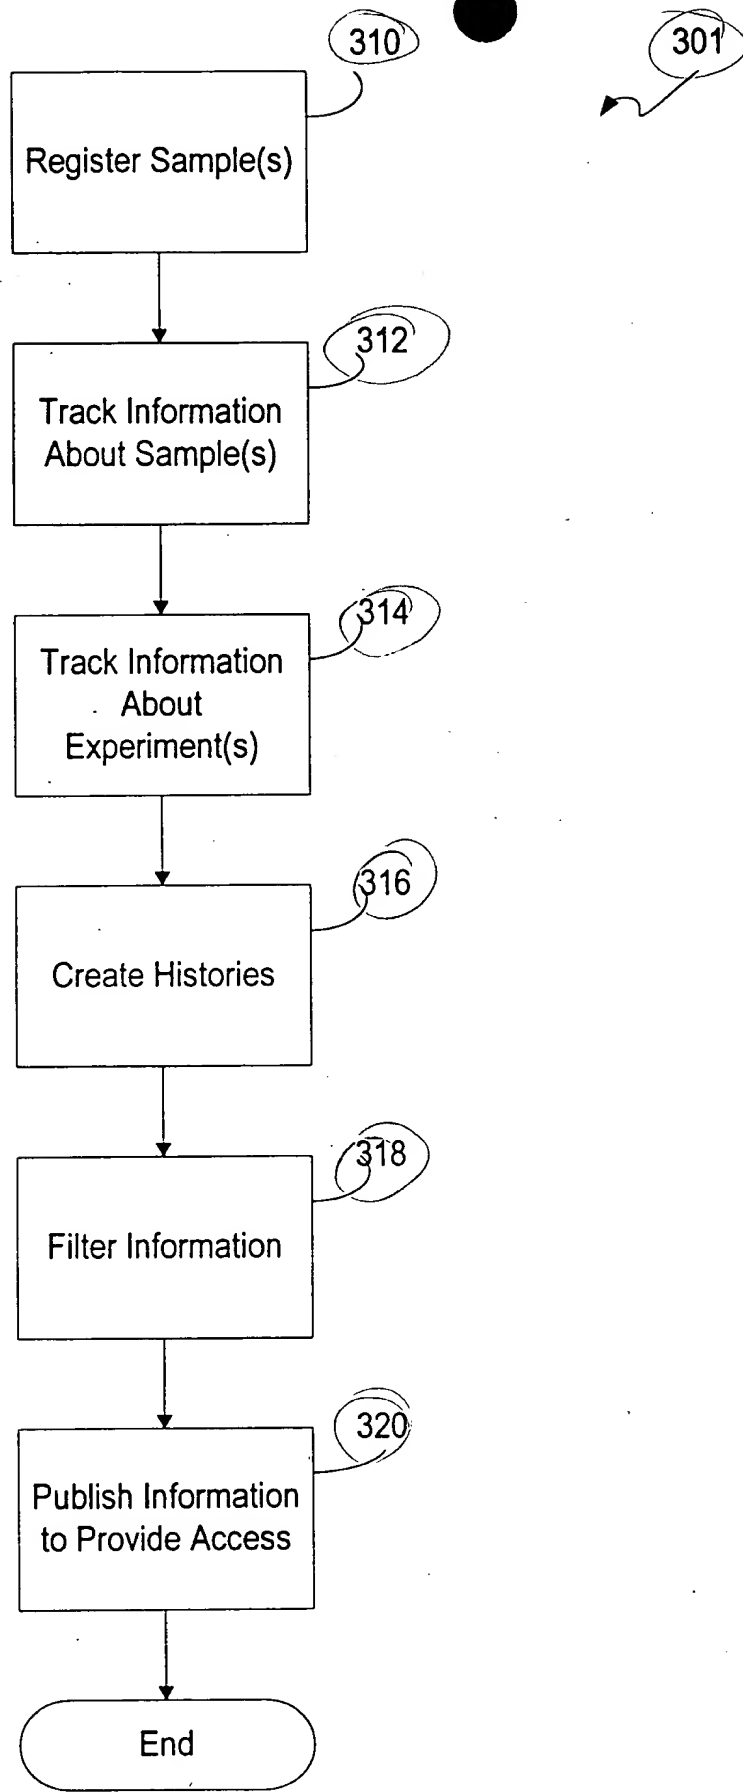 310
301
Register Sample(s)
312
Track Information
About Sample(s)
314
Track Information
About
Experiment(s)
316
Create Histories
318
Filter Information
320
Publish Information
to Provide Access
End